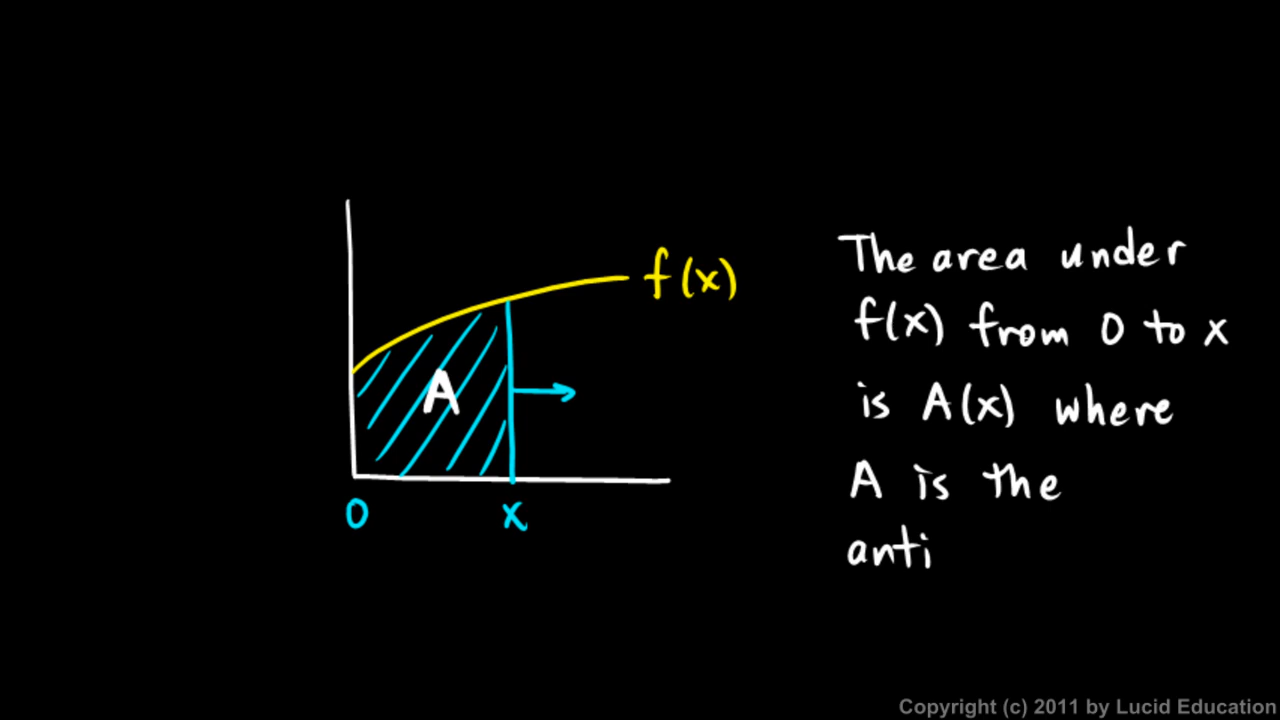 f(x)
A
0
x
The area under
f(x) from 0 to x
is A(x) where
A is the
anti
Copyright (c) 2011 by Lucid Education